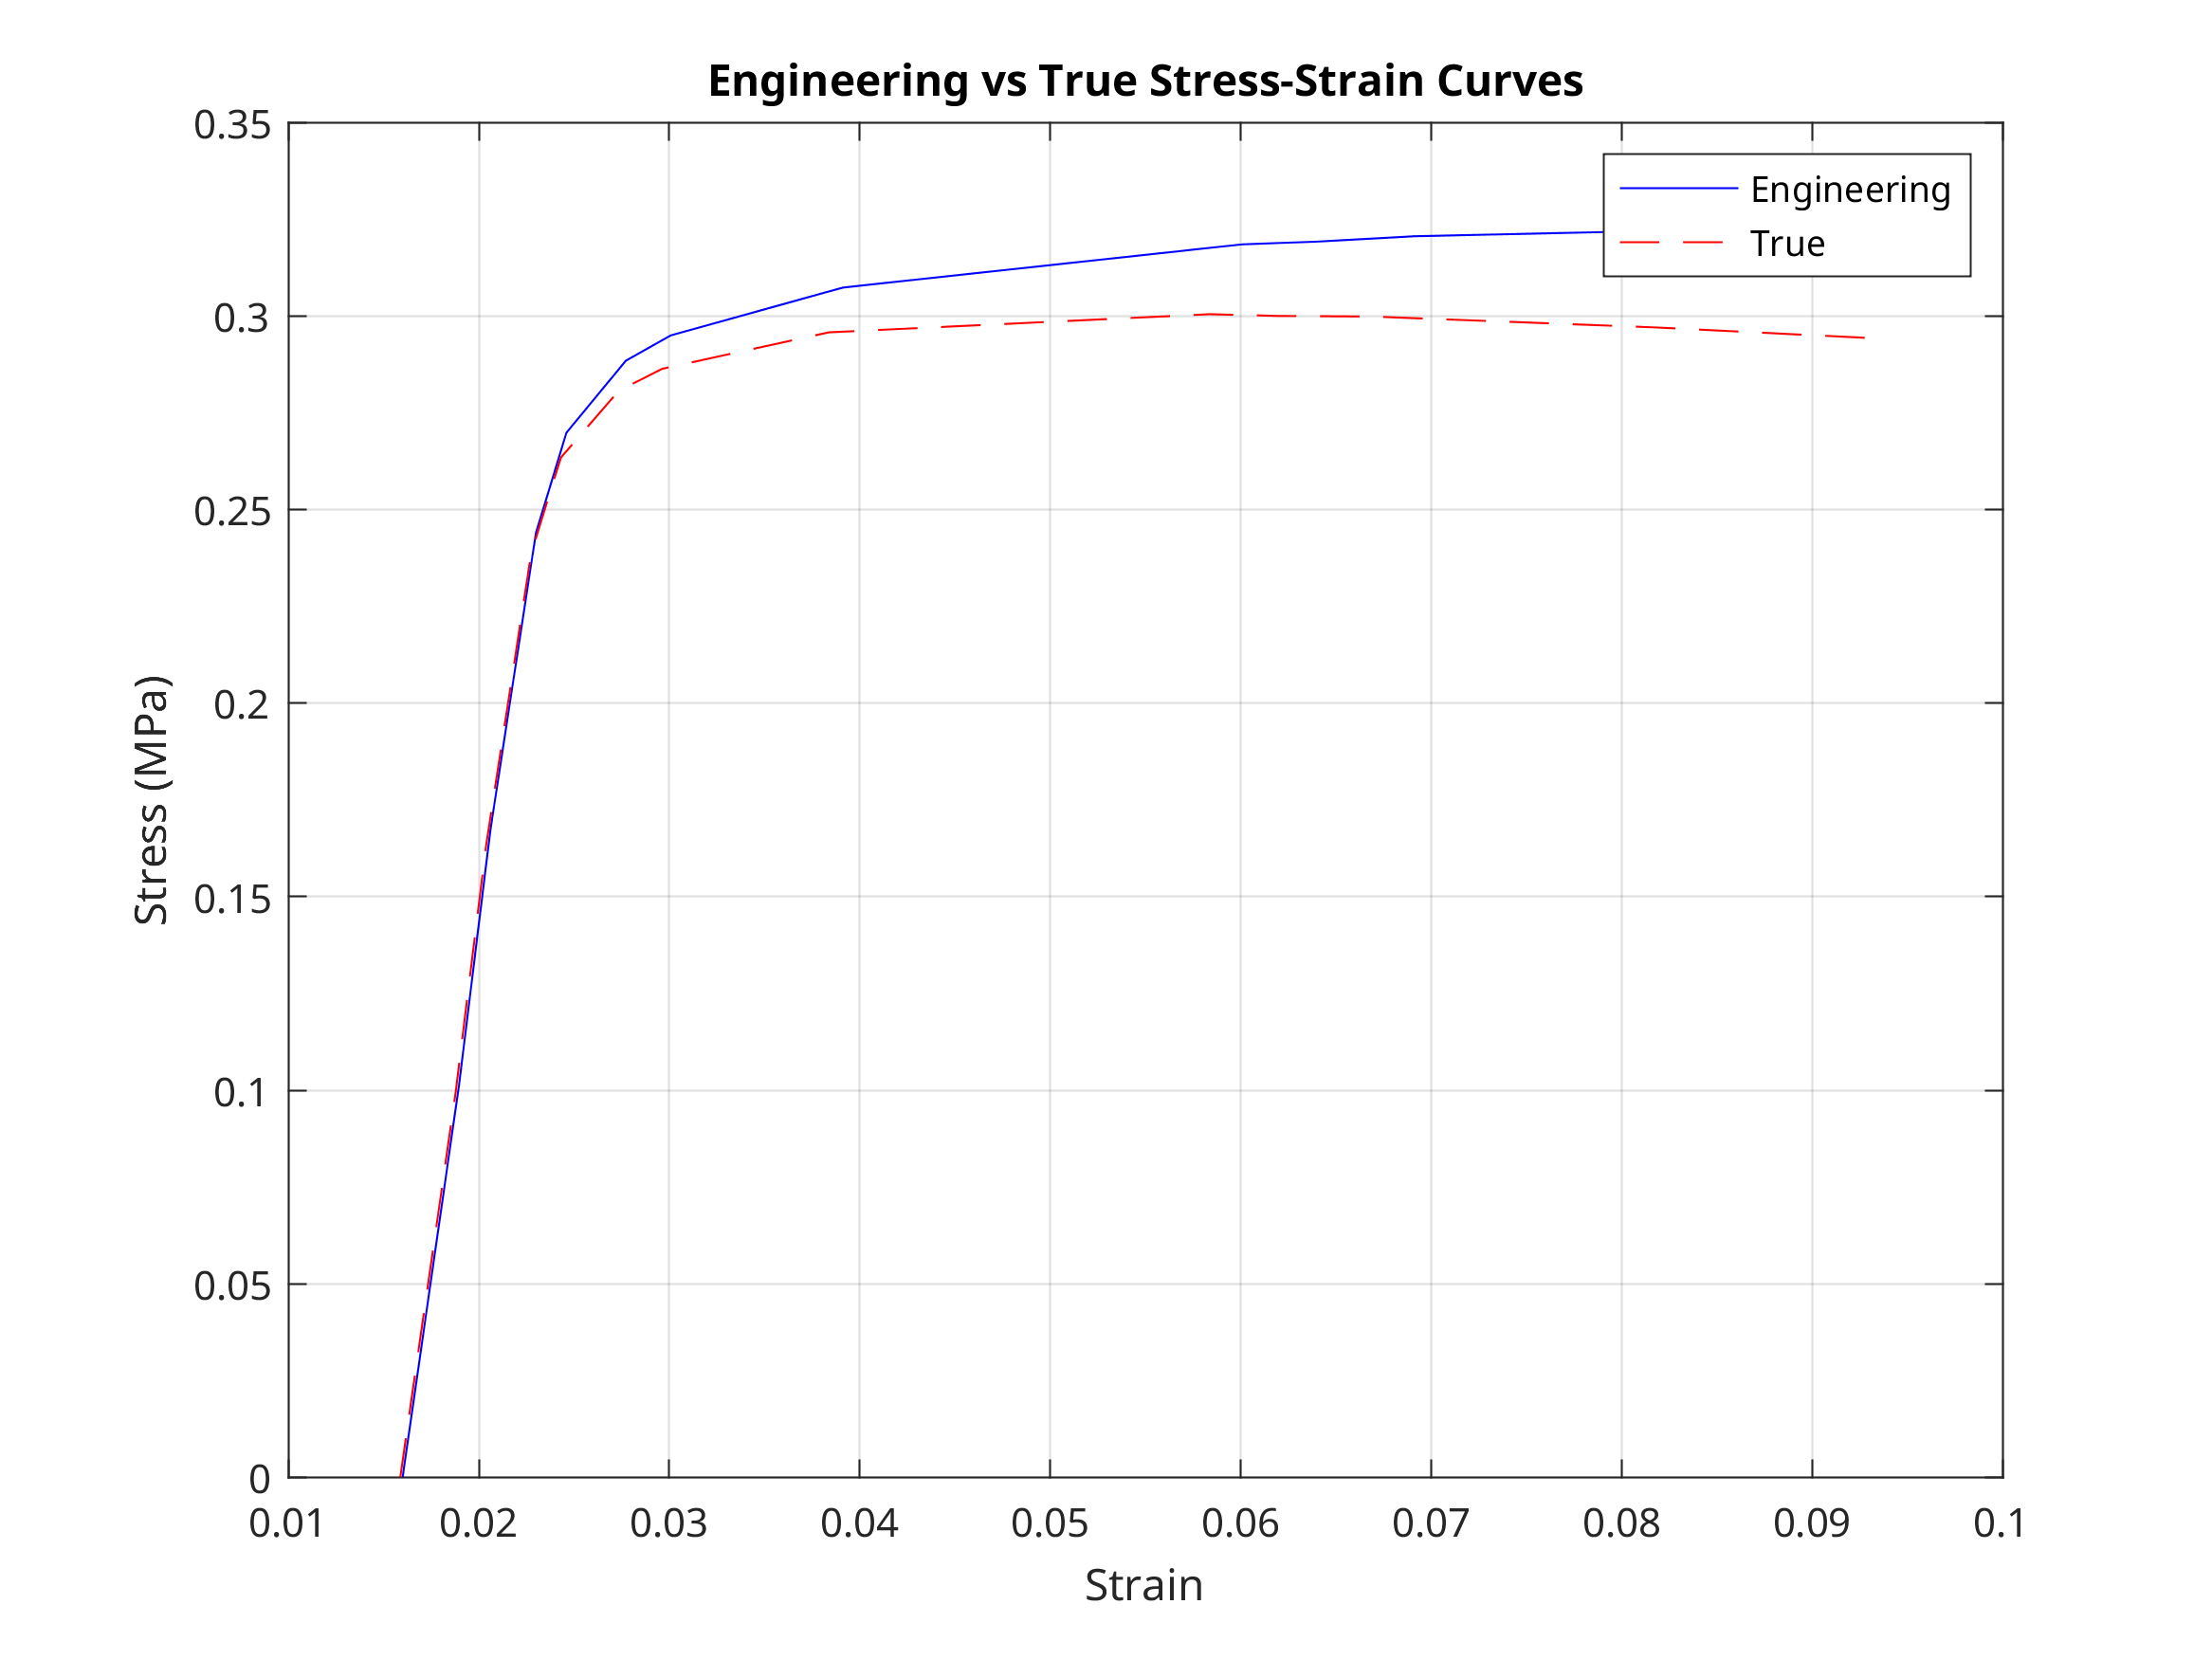 Engineering vs True Stress-Strain Curves
0.35
0.3
0.25
0.2
0.15
0.1
0.05
0
Stress (MPa)
Engineering
True
0.01 0.02 0.03 0.04 0.05 0.06 0.07 0.08 0.09 0.1
Strain